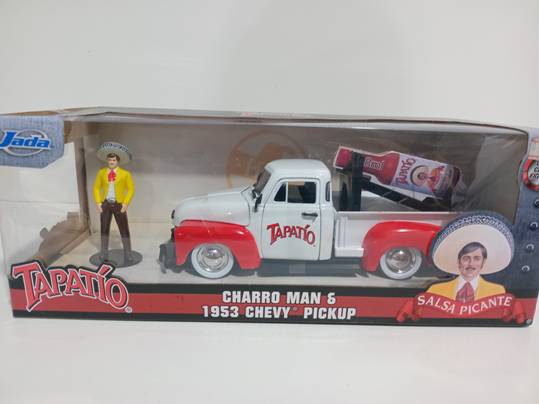 Jada
TAPATÍO
TAPATÍO
TAPATÍO®
CHARRO MAN &
1953 CHEVY® PICKUP
SALSA PICANTE